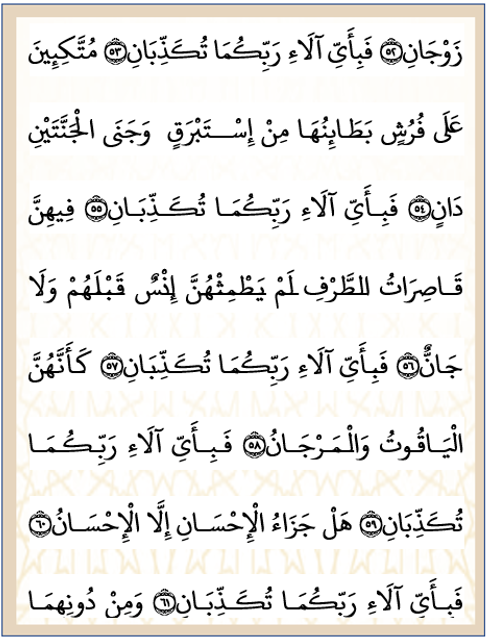 زَوْجَانِ ۝٥٢ فَبِأَيِّ آلَاءِ رَبِّكُمَا تُكَذِّبَانِ ۝٥٣ مُتَّكِئِينَ
عَلَى فُرُشٍ بَطَائِنُهَا مِنْ إِسْتَبْرَقٍ وَجَنَى الْجَنَّتَيْنِ
دَانٍ ۝٥٤ فَبِأَيِّ آلَاءِ رَبِّكُمَا تُكَذِّبَانِ ۝٥٥ فِيهِنَّ
قَاصِرَاتُ الطَّرْفِ لَمْ يَطْمِثْهُنَّ إِنْسٌ قَبْلَهُمْ وَلَا
جَانٌّ ۝٥٦ فَبِأَيِّ آلَاءِ رَبِّكُمَا تُكَذِّبَانِ ۝٥٧ كَأَنَّهُنَّ
الْيَاقُوتُ وَالْمَرْجَانُ ۝٥٨ فَبِأَيِّ آلَاءِ رَبِّكُمَا
تُكَذِّبَانِ ۝٥٩ هَلْ جَزَاءُ الْإِحْسَانِ إِلَّا الْإِحْسَانُ ۝٦٠
فَبِأَيِّ آلَاءِ رَبِّكُمَا تُكَذِّبَانِ ۝٦١ وَمِنْ دُونِهِمَا